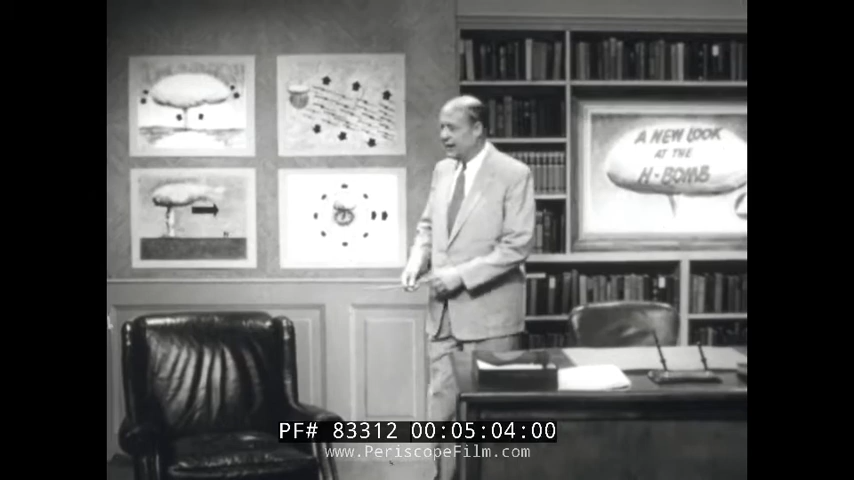 A NEW LOOK
AT THE
H-BOMB
PF# 83312 00:05:04:00
www.PeriscopeFilm.com